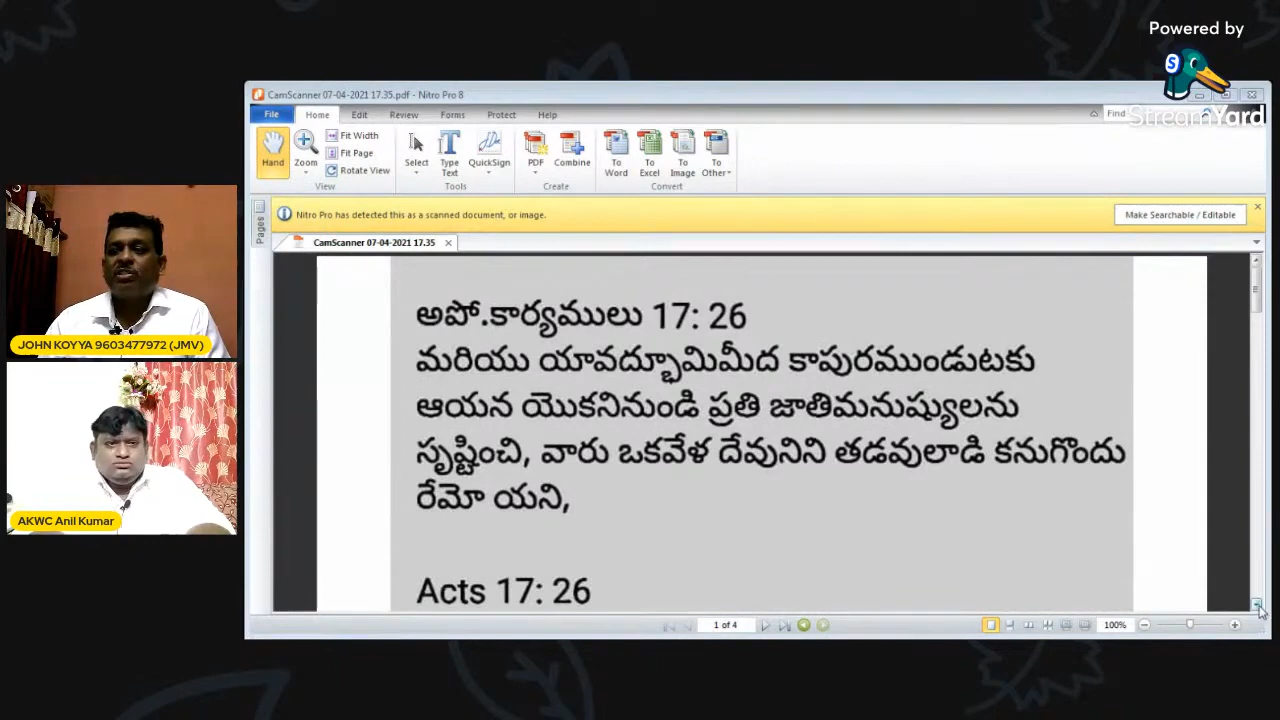 Powered by
S
StreamYard
CamScanner 07-04-2021 17.35.pdf - Nitro Pro 8
File Home Edit Review Forms Protect Help
Find
Hand Zoom Fit Width Fit Page Rotate View
Select Type Text QuickSign
PDF Combine
To Word To Excel To Image To Other
View Tools Create Convert
Pages
Nitro Pro has detected this as a scanned document, or image.
Make Searchable / Editable
CamScanner 07-04-2021 17.35
అపో.కార్యములు 17: 26
మరియు యావద్భూమిమీద కాపురముండుటకు
ఆయన యొకనినుండి ప్రతి జాతిమనుష్యులను
సృష్టించి, వారు ఒకవేళ దేవునిని తడవులాడి కనుగొందు
రేమో యని,
Acts 17: 26
1 of 4
100%
JOHN KOYYA 9603477972 (JMV)
AKWC Anil Kumar